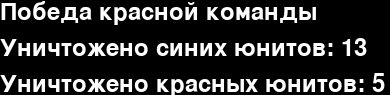 Победа красной команды
Уничтожено синих юнитов: 13
Уничтожено красных юнитов: 5